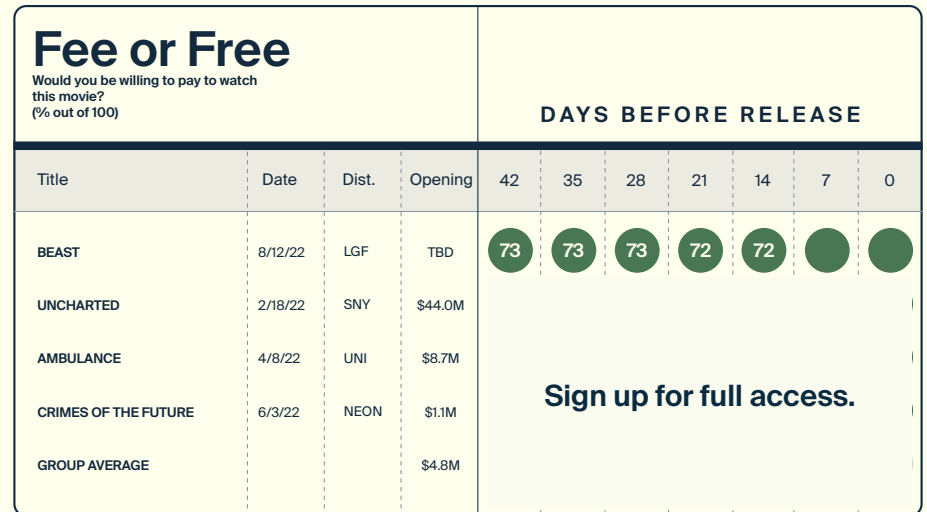 Fee or Free
Would you be willing to pay to watch
this movie?
(% out of 100)
DAYS BEFORE RELEASE
Title Date Dist. Opening 42 35 28 21 14 7 0
BEAST 8/12/22 LGF TBD 73 73 73 72 72
UNCHARTED 2/18/22 SNY $44.0M
AMBULANCE 4/8/22 UNI $8.7M
Sign up for full access.
CRIMES OF THE FUTURE 6/3/22 NEON $1.1M
GROUP AVERAGE $4.8M